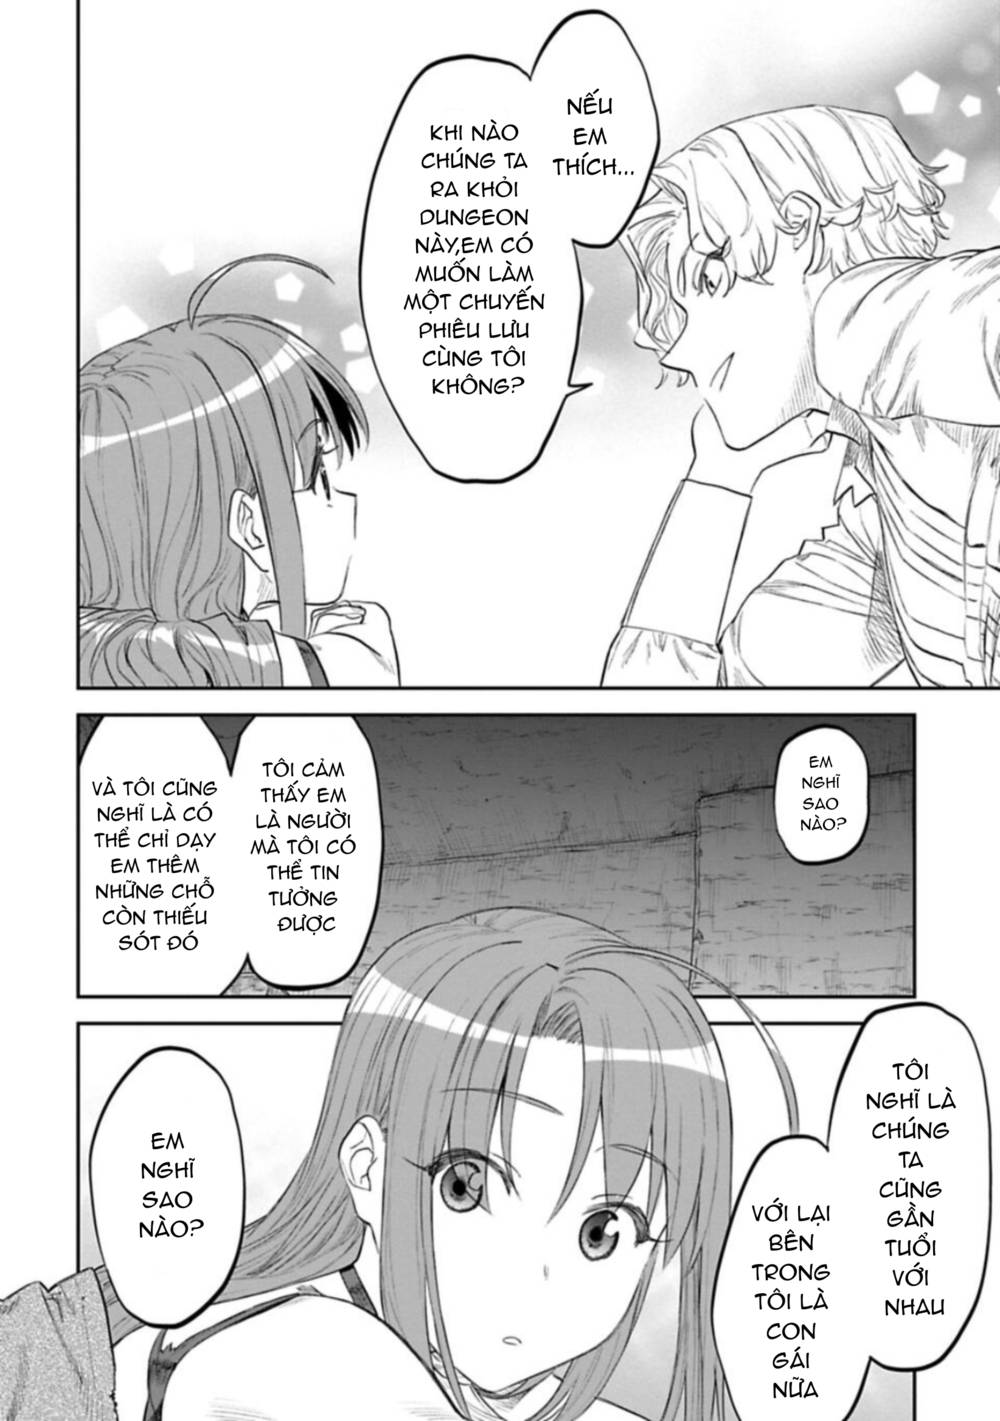 NẾU
EM
THÍCH...
KHI NÀO
CHÚNG TA
RA KHỎI
DUNGEON
NÀY,EM CÓ
MUỐN LÀM
MỘT CHUYẾN
PHIÊU LƯU
CÙNG TÔI
KHÔNG?
EM
NGHĨ
SAO
NÀO?
TÔI CẢM
THẤY EM
LÀ NGƯỜI
MÀ TÔI CÓ
THỂ TIN
TƯỞNG
ĐƯỢC
VÀ TÔI CŨNG
NGHĨ LÀ CÓ
THỂ CHỈ DẠY
EM THÊM
NHỮNG CHỖ
CÒN THIẾU
SÓT ĐÓ
TÔI
NGHĨ LÀ
CHÚNG
TA
CŨNG
GẦN
TUỔI
VỚI
NHAU
VỚI LẠI
BÊN
TRONG
TÔI LÀ
CON
GÁI
NỮA
EM
NGHĨ
SAO
NÀO?